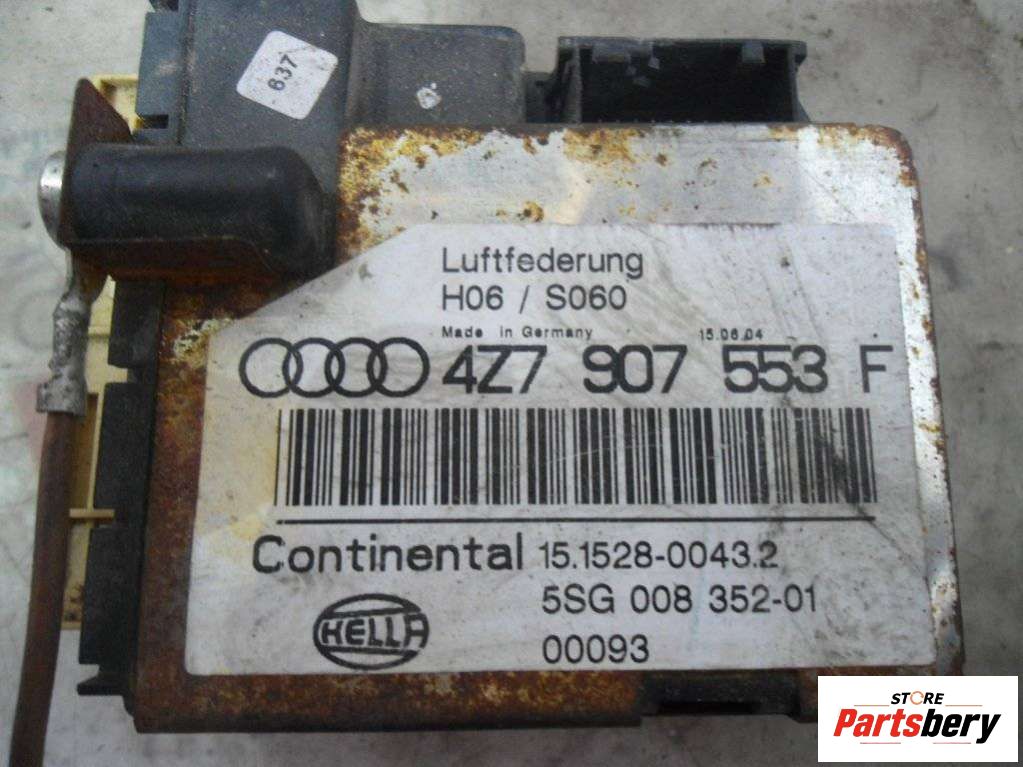 637
Luftfederung
H06 / S060
Made in Germany 15.06.04
4Z7 907 553 F
Continental 15.1528-0043.2
5SG 008 352-01
HELLA
00093
STORE
Partsbery